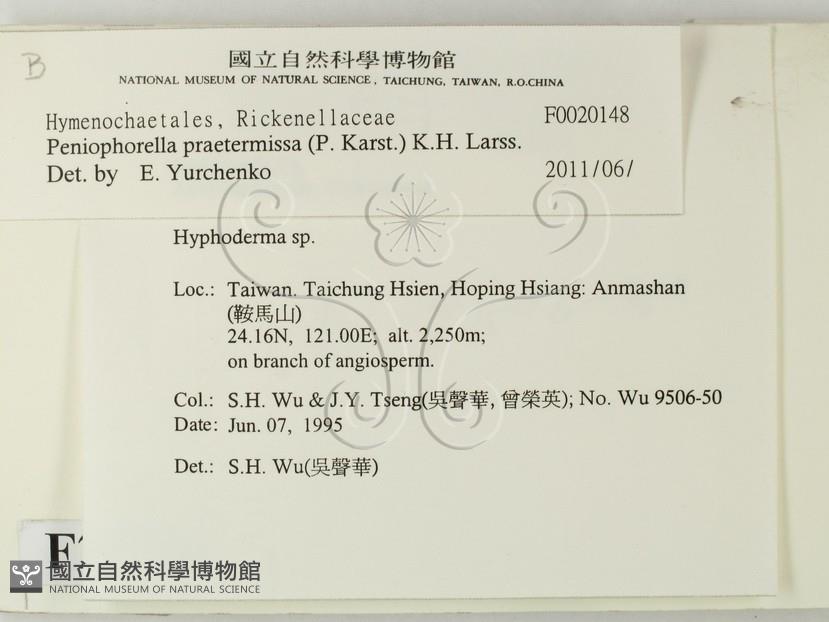 B
國立自然科學博物館
NATIONAL MUSEUM OF NATURAL SCIENCE, TAICHUNG, TAIWAN, R.O.CHINA
Hymenochaetales, Rickenellaceae F0020148
Peniophorella praetermissa (P. Karst.) K.H. Larss.
Det. by E. Yurchenko 2011/06/
Hyphoderma sp.
Loc.: Taiwan. Taichung Hsien, Hoping Hsiang: Anmashan
(鞍馬山)
24.16N, 121.00E; alt. 2,250m;
on branch of angiosperm.
Col.: S.H. Wu & J.Y. Tseng(吳聲華, 曾榮英); No. Wu 9506-50
Date: Jun. 07, 1995
Det.: S.H. Wu(吳聲華)
國立自然科學博物館
NATIONAL MUSEUM OF NATURAL SCIENCE